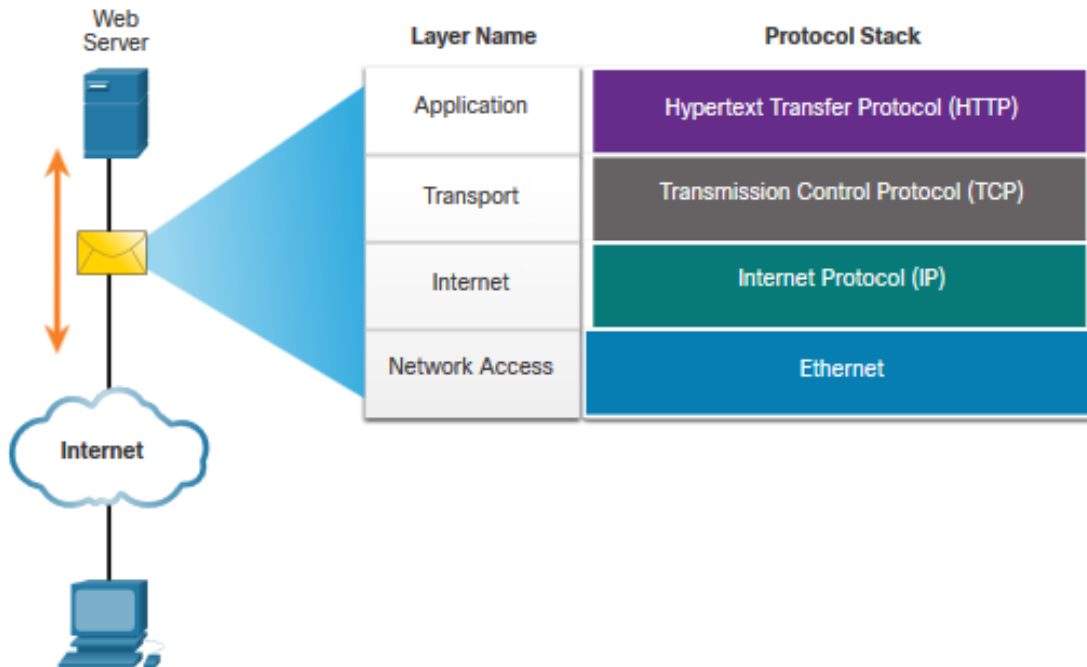 Web
Server
Layer Name
Protocol Stack
Application
Hypertext Transfer Protocol (HTTP)
Transport
Transmission Control Protocol (TCP)
Internet
Internet Protocol (IP)
Network Access
Ethernet
Internet